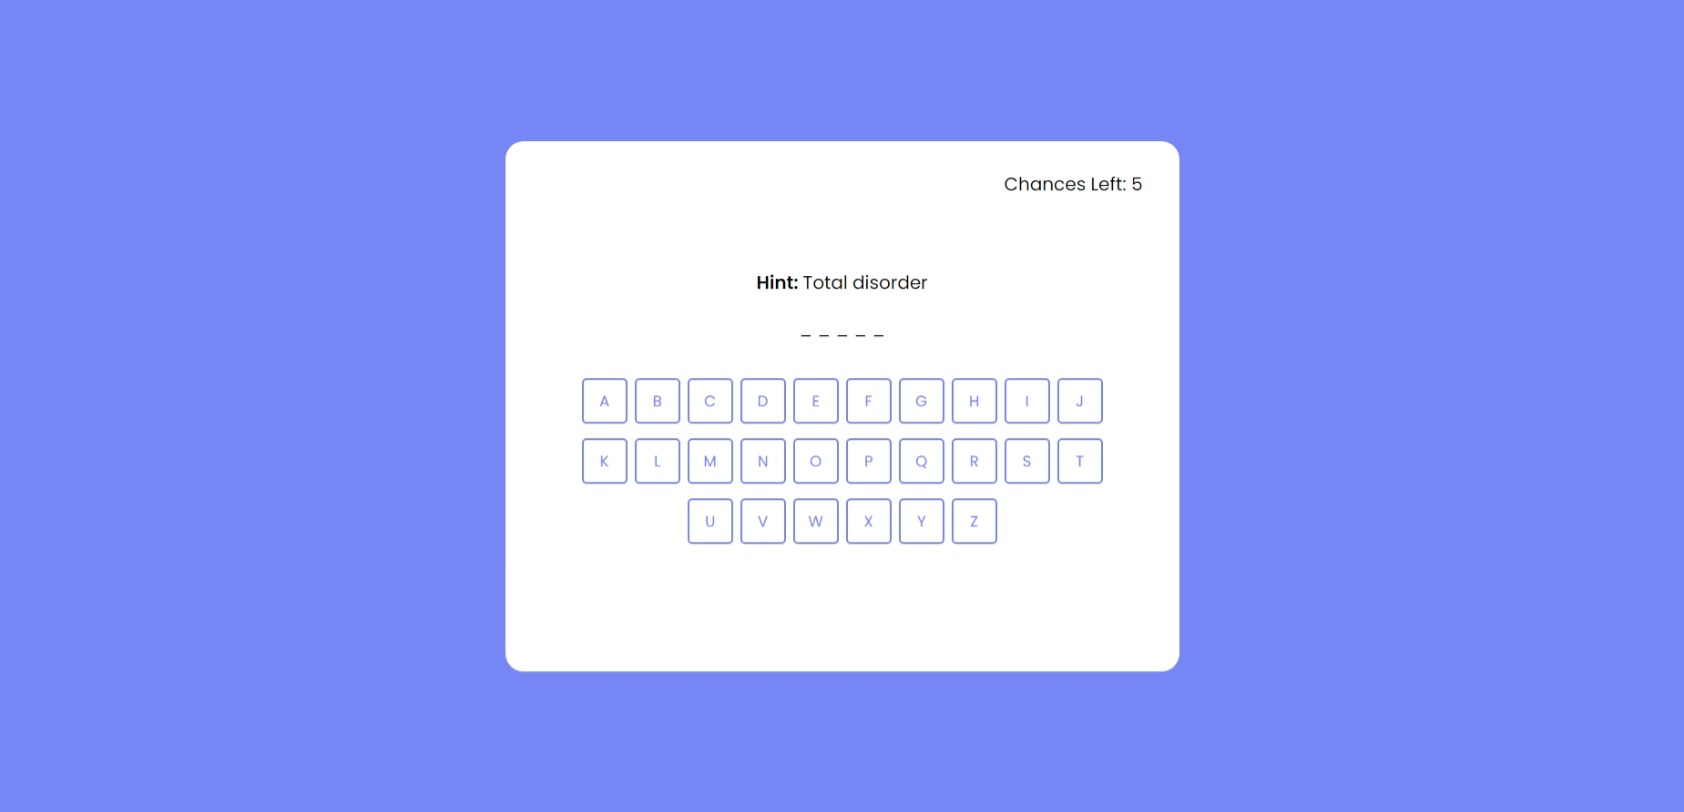 Chances Left: 5
Hint: Total disorder
_ _ _ _ _
A B C D E F G H I J
K L M N O P Q R S T
U V W X Y Z